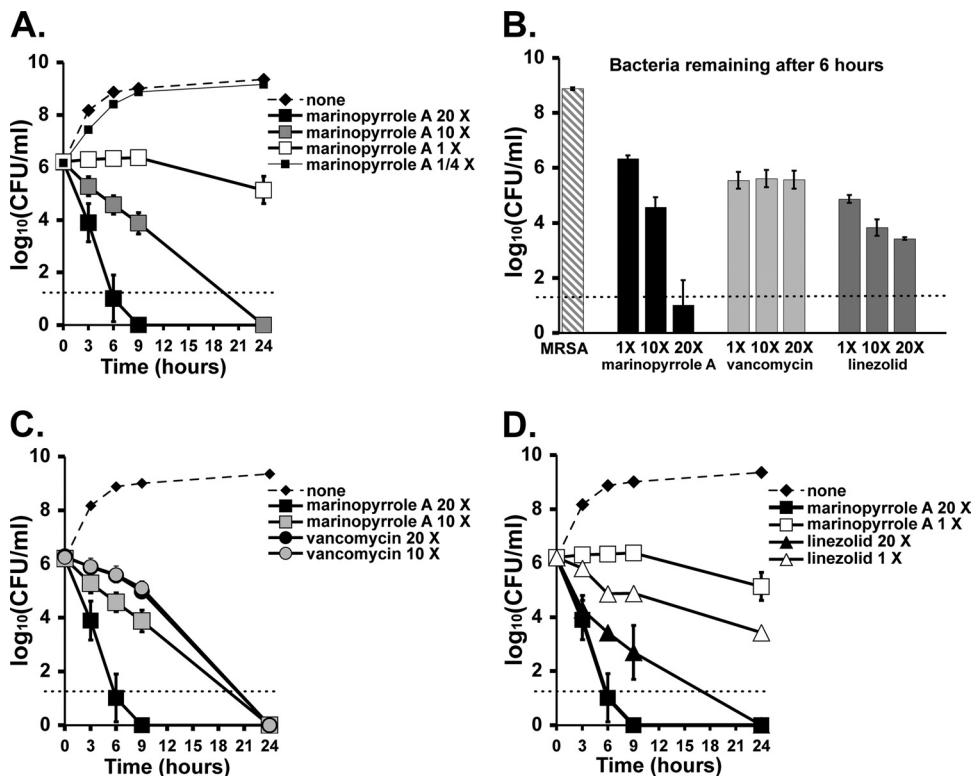 A.
log₁₀(CFU/ml)
10
8
6
4
2
0
0 3 6 9 12 15 18 21 24
Time (hours)
none
marinopyrrole A 20 X
marinopyrrole A 10 X
marinopyrrole A 1 X
marinopyrrole A 1/4 X
B.
Bacteria remaining after 6 hours
log₁₀(CFU/ml)
10
8
6
4
2
0
MRSA
1X 10X 20X
marinopyrrole A
1X 10X 20X
vancomycin
1X 10X 20X
linezolid
C.
log₁₀(CFU/ml)
10
8
6
4
2
0
0 3 6 9 12 15 18 21 24
Time (hours)
none
marinopyrrole A 20 X
marinopyrrole A 10 X
vancomycin 20 X
vancomycin 10 X
D.
log₁₀(CFU/ml)
10
8
6
4
2
0
0 3 6 9 12 15 18 21 24
Time (hours)
none
marinopyrrole A 20 X
marinopyrrole A 1 X
linezolid 20 X
linezolid 1 X